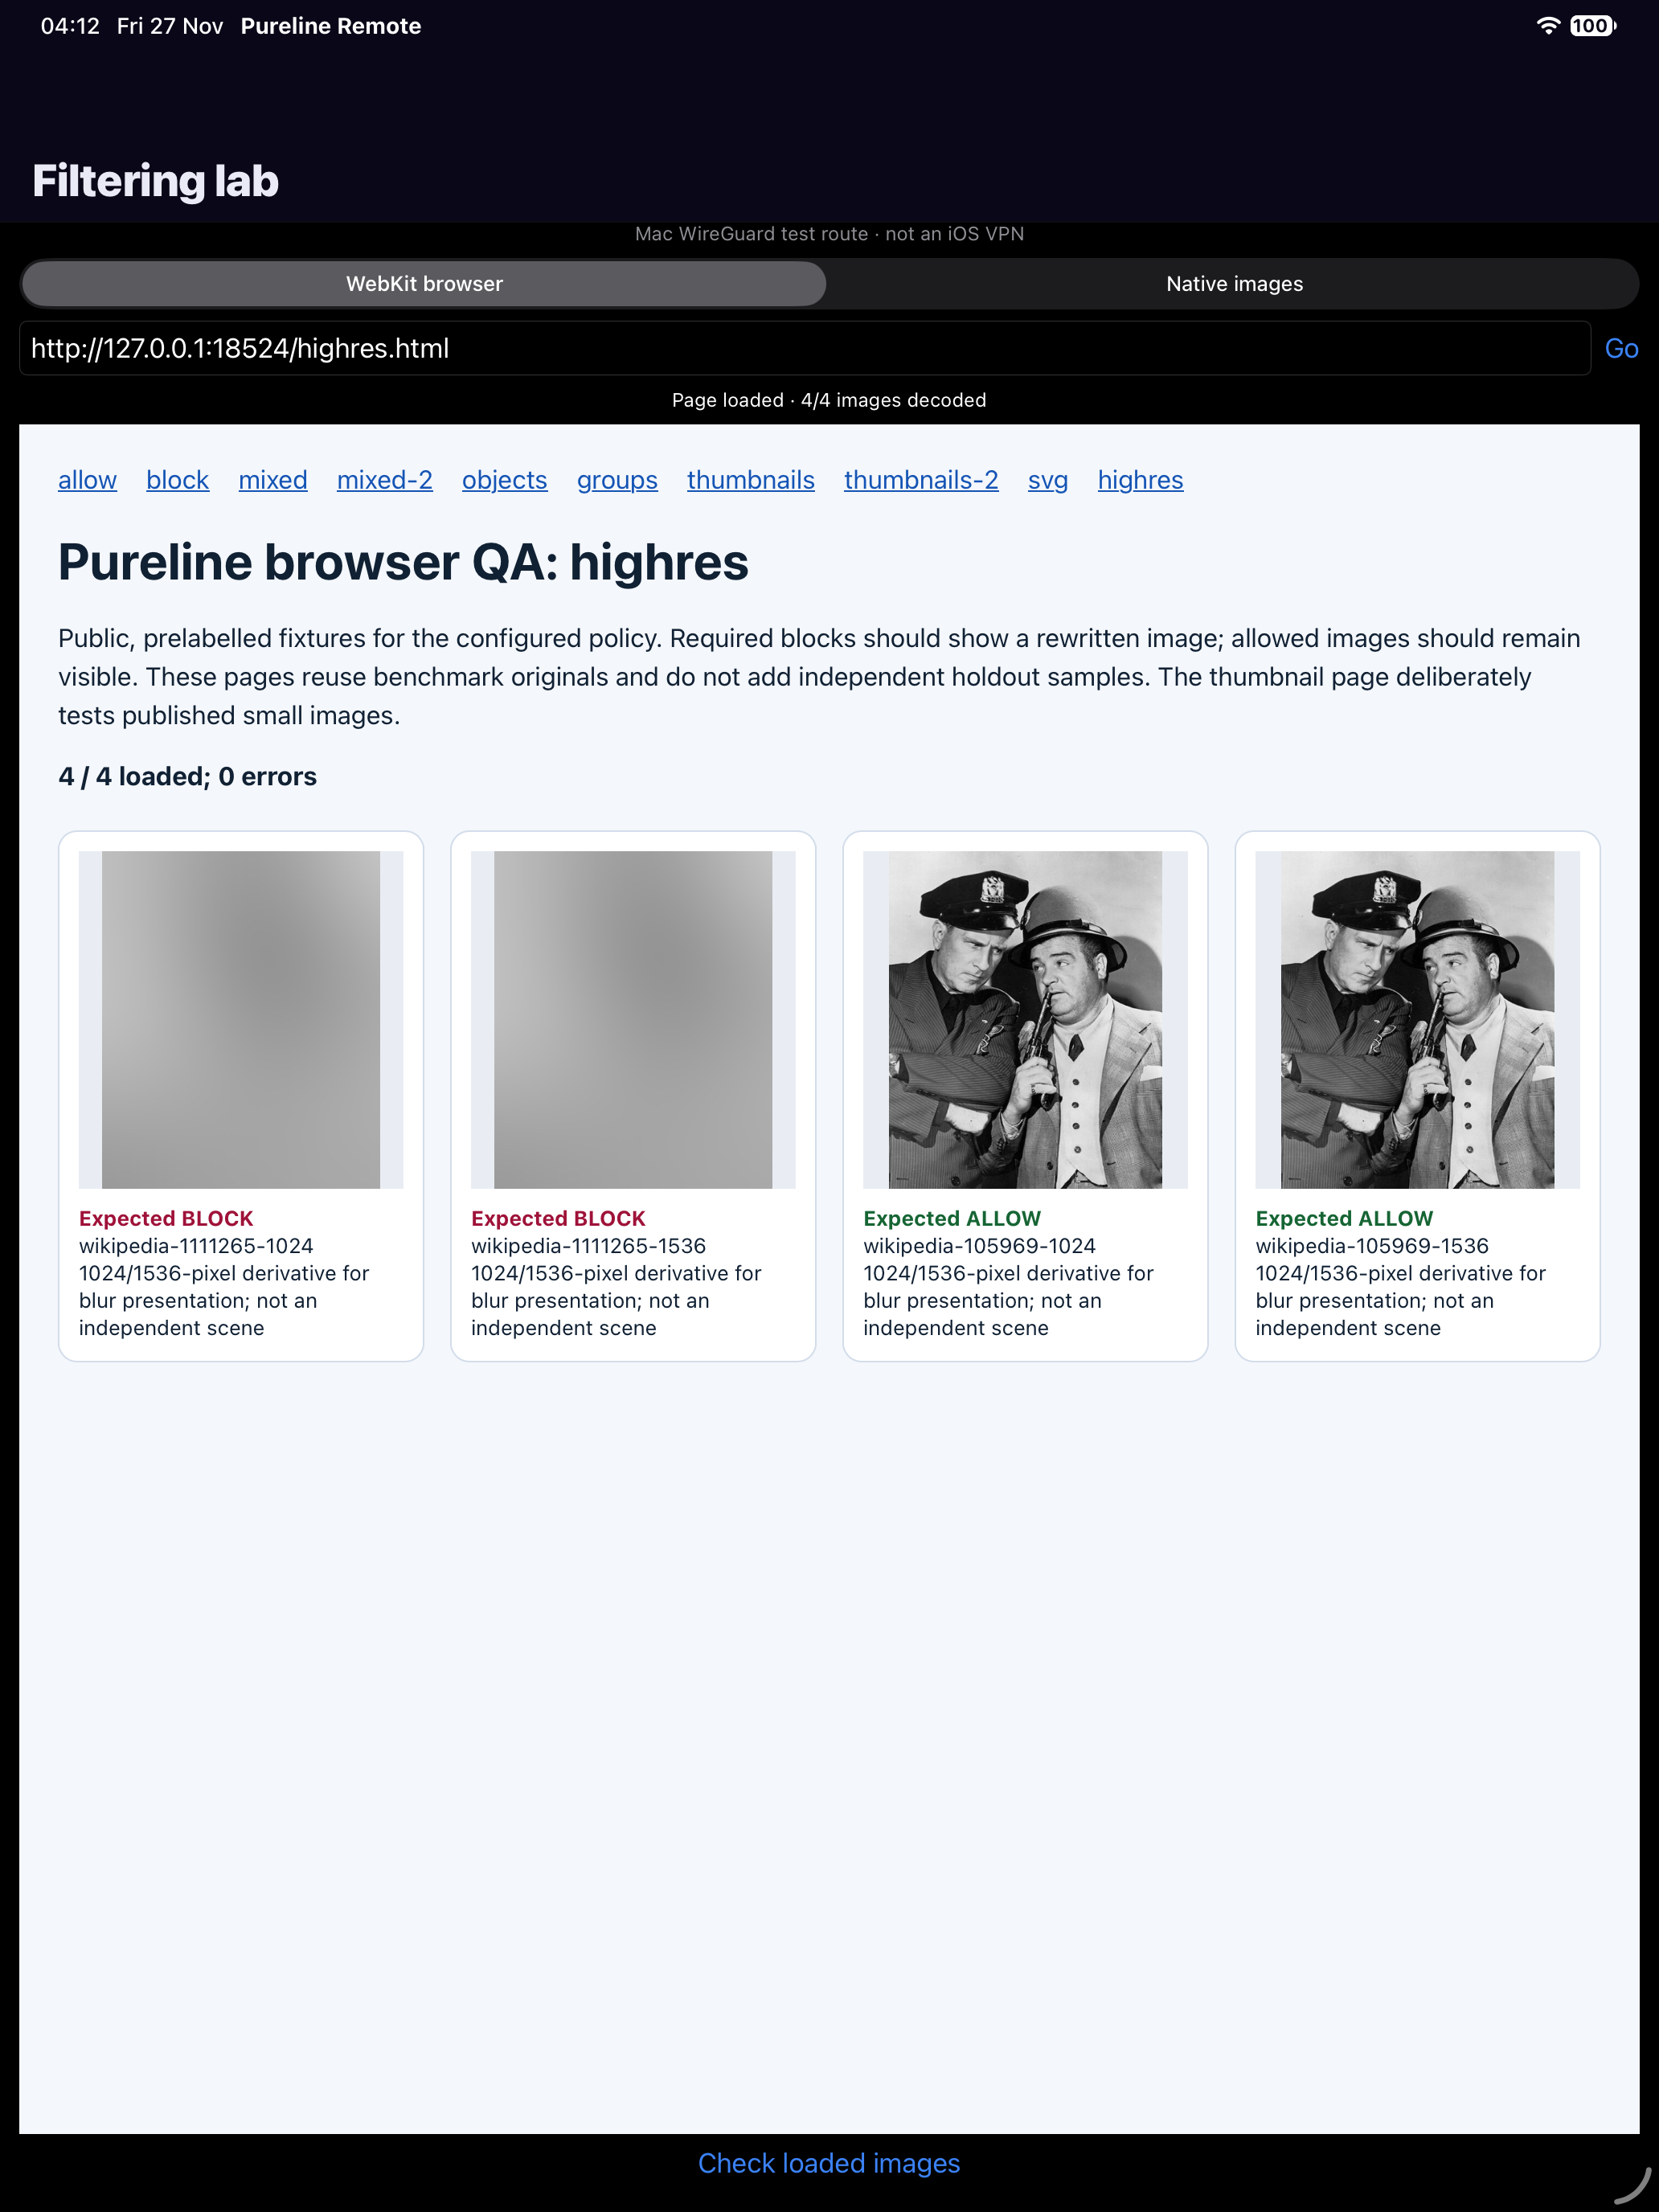 04:12 Fri 27 Nov Pureline Remote
100
Filtering lab
Mac WireGuard test route · not an iOS VPN
WebKit browser
Native images
http://127.0.0.1:18524/highres.html
Go
Page loaded · 4/4 images decoded
allow block mixed mixed-2 objects groups thumbnails thumbnails-2 svg highres
Pureline browser QA: highres
Public, prelabelled fixtures for the configured policy. Required blocks should show a rewritten image; allowed images should remain
visible. These pages reuse benchmark originals and do not add independent holdout samples. The thumbnail page deliberately
tests published small images.
4 / 4 loaded; 0 errors
Expected BLOCK
wikipedia-1111265-1024
1024/1536-pixel derivative for
blur presentation; not an
independent scene
Expected BLOCK
wikipedia-1111265-1536
1024/1536-pixel derivative for
blur presentation; not an
independent scene
Expected ALLOW
wikipedia-105969-1024
1024/1536-pixel derivative for
blur presentation; not an
independent scene
Expected ALLOW
wikipedia-105969-1536
1024/1536-pixel derivative for
blur presentation; not an
independent scene
Check loaded images